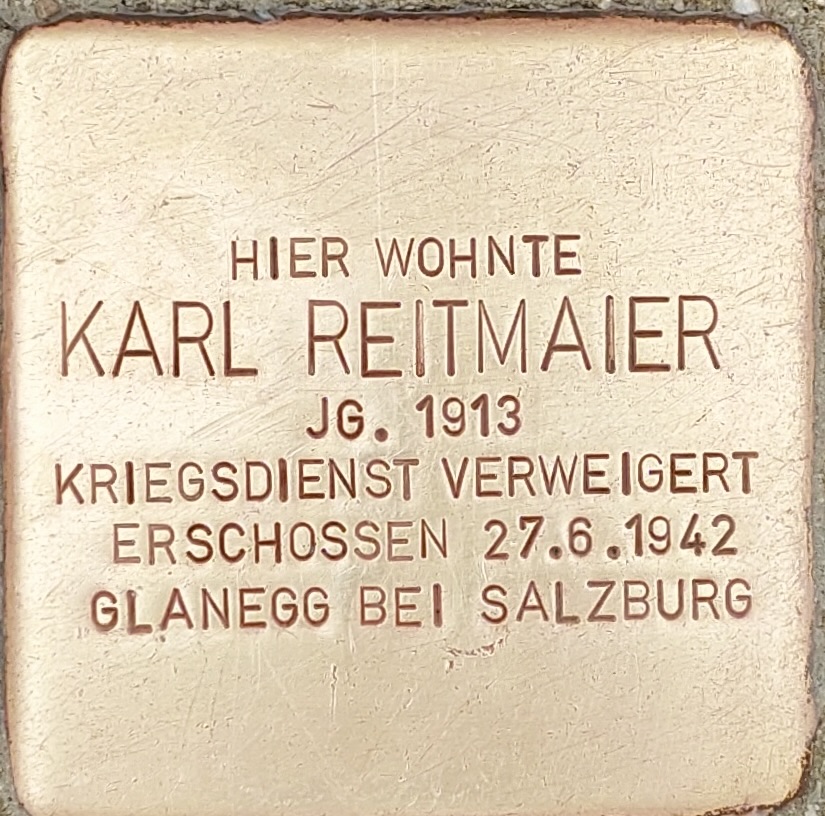 HIER WOHNTE
KARL REITMAIER
JG. 1913
KRIEGSDIENST VERWEIGERT
ERSCHOSSEN 27.6.1942
GLANEGG BEI SALZBURG